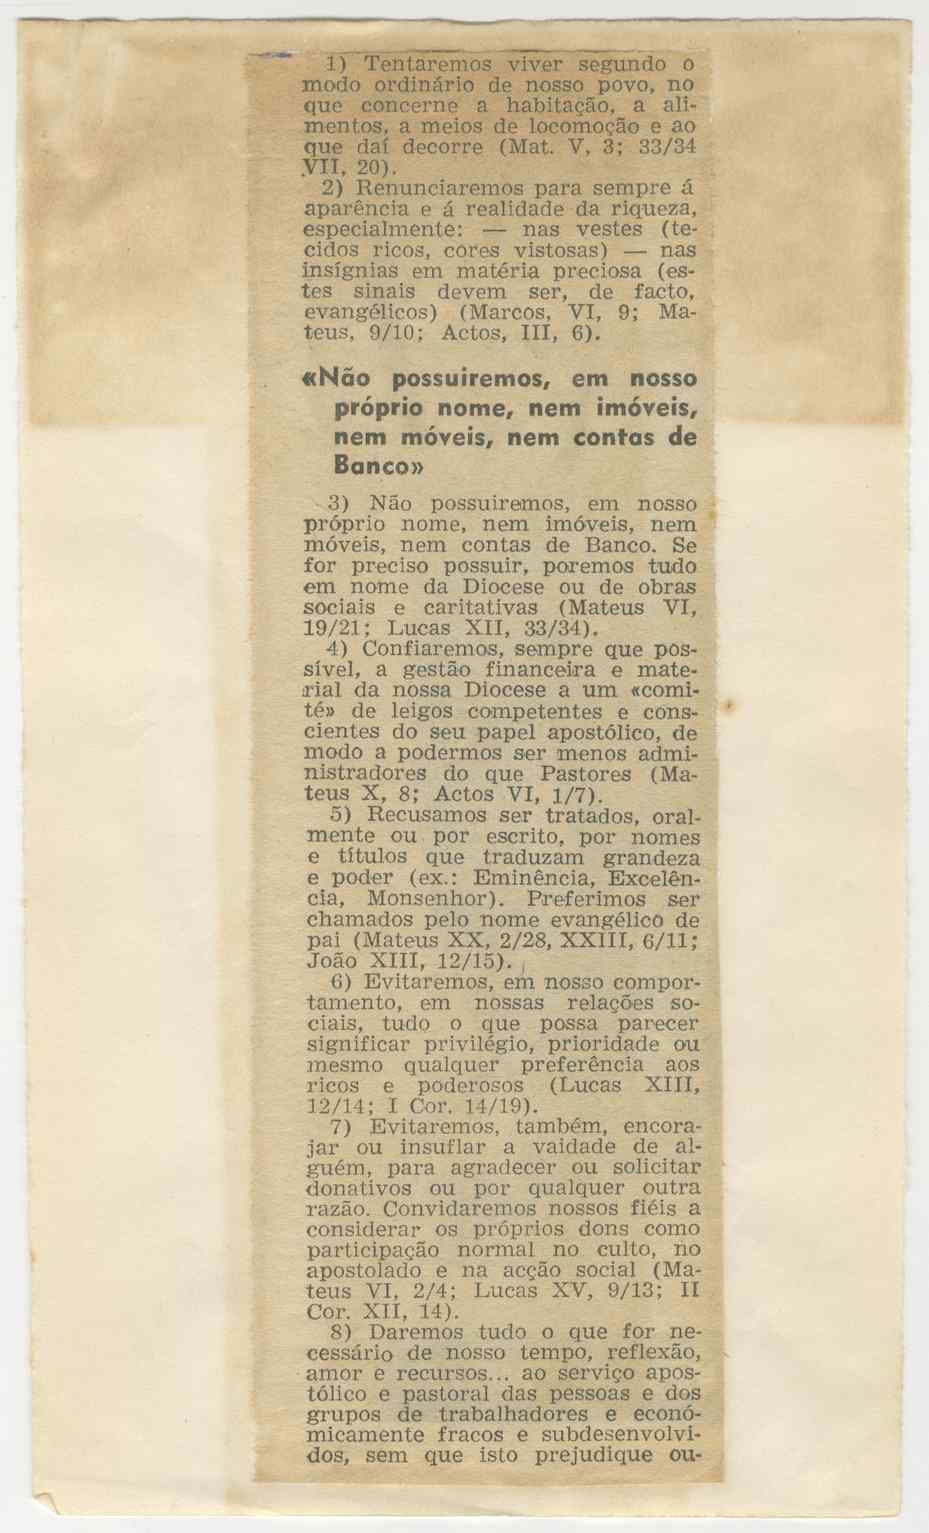 1) Tentaremos viver segundo o
modo ordinário de nosso povo, no
que concerne a habitação, a ali-
mentos, a meios de locomoção e ao
que daí decorre (Mat. V, 3; 33/34
VII, 20).
2) Renunciaremos para sempre á
aparência e á realidade da riqueza,
especialmente: — nas vestes (te-
cidos ricos, cores vistosas) — nas
insígnias em matéria preciosa (es-
tes sinais devem ser, de facto,
evangélicos) (Marcos, VI, 9; Ma-
teus, 9/10; Actos, III, 6).
«Não possuiremos, em nosso
próprio nome, nem imóveis,
nem móveis, nem contas de
Banco»
3) Não possuiremos, em nosso
próprio nome, nem imóveis, nem
móveis, nem contas de Banco. Se
for preciso possuir, poremos tudo
em nome da Diocese ou de obras
sociais e caritativas (Mateus VI,
19/21; Lucas XII, 33/34).
4) Confiaremos, sempre que pos-
sível, a gestão financeira e mate-
rial da nossa Diocese a um «comi-
té» de leigos competentes e cons-
cientes do seu papel apostólico, de
modo a podermos ser menos admi-
nistradores do que Pastores (Ma-
teus X, 8; Actos VI, 1/7).
5) Recusamos ser tratados, oral-
mente ou por escrito, por nomes
e títulos que traduzam grandeza
e poder (ex.: Eminência, Excelên-
cia, Monsenhor). Preferimos ser
chamados pelo nome evangélico de
pai (Mateus XX, 2/28, XXIII, 6/11;
João XIII, 12/15).
6) Evitaremos, em nosso compor-
tamento, em nossas relações so-
ciais, tudo o que possa parecer
significar privilégio, prioridade ou
mesmo qualquer preferência aos
ricos e poderosos (Lucas XIII,
12/14; I Cor. 14/19).
7) Evitaremos, também, encora-
jar ou insuflar a vaidade de al-
guém, para agradecer ou solicitar
donativos ou por qualquer outra
razão. Convidaremos nossos fiéis a
considerar os próprios dons como
participação normal no culto, no
apostolado e na acção social (Ma-
teus VI, 2/4; Lucas XV, 9/13; II
Cor. XII, 14).
8) Daremos tudo o que for ne-
cessário de nosso tempo, reflexão,
amor e recursos... ao serviço apos-
tólico e pastoral das pessoas e dos
grupos de trabalhadores e econó-
micamente fracos e subdesenvolvi-
dos, sem que isto prejudique ou-